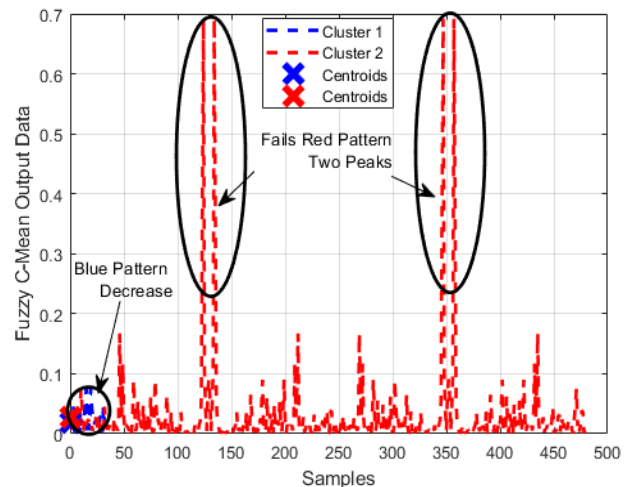 0.7
0.6
0.5
0.4
0.3
0.2
0.1
0
Fuzzy C-Mean Output Data
Cluster 1
Cluster 2
Centroids
Centroids
Fails Red Pattern
Two Peaks
Blue Pattern
Decrease
0 50 100 150 200 250 300 350 400 450 500
Samples